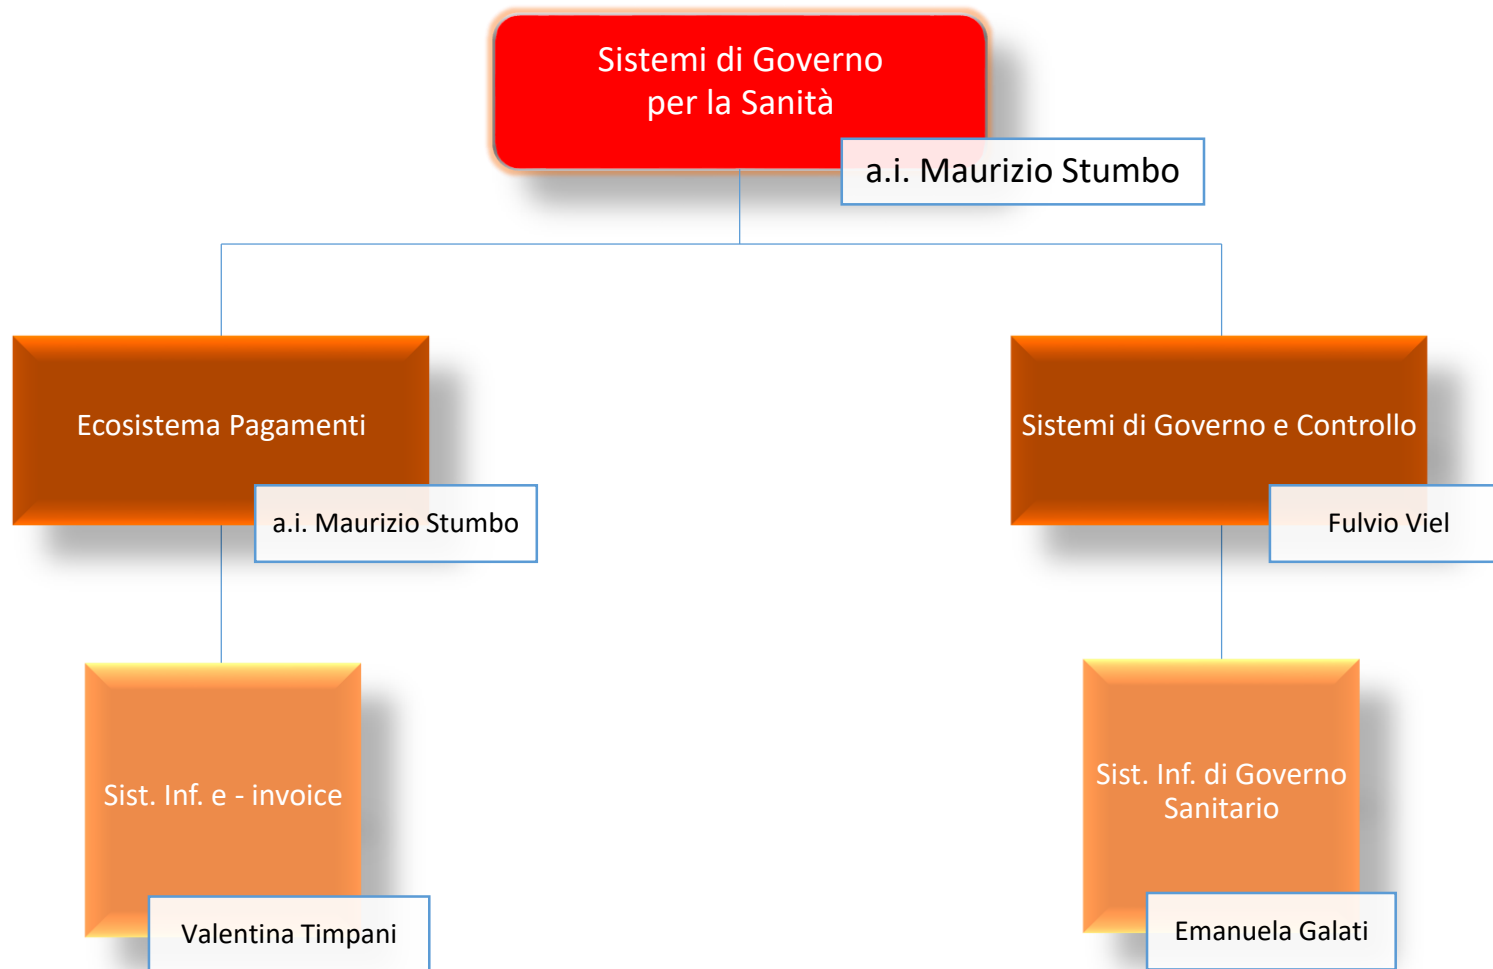 Sistemi di Governo
per la Sanità
a.i. Maurizio Stumbo
Ecosistema Pagamenti
a.i. Maurizio Stumbo
Sistemi di Governo e Controllo
Fulvio Viel
Sist. Inf. e - invoice
Valentina Timpani
Sist. Inf. di Governo
Sanitario
Emanuela Galati